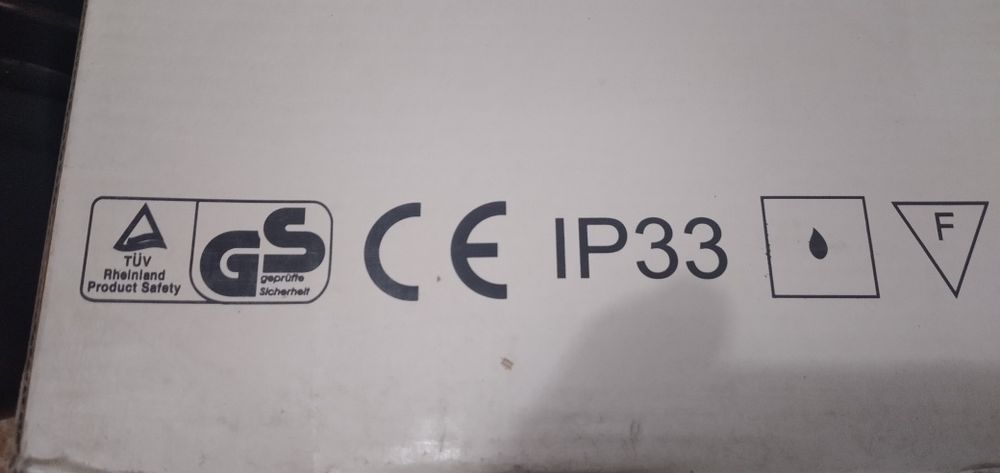 TÜV
Rheinland
Product Safety
GS
geprüfte
Sicherheit
CE
IP33
F